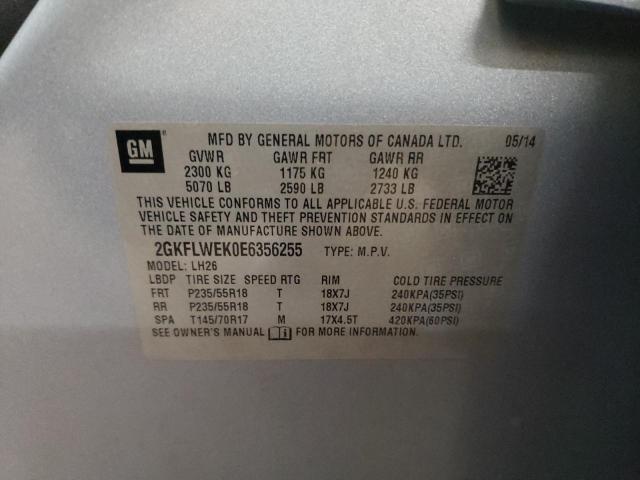 GM ® MFD BY GENERAL MOTORS OF CANADA LTD. 05/14
GVWR GAWR FRT GAWR RR
2300 KG 1175 KG 1240 KG
5070 LB 2590 LB 2733 LB
THIS VEHICLE CONFORMS TO ALL APPLICABLE U.S. FEDERAL MOTOR
VEHICLE SAFETY AND THEFT PREVENTION STANDARDS IN EFFECT ON
THE DATE OF MANUFACTURE SHOWN ABOVE.
2GKFLWEK0E6356255 TYPE: M.P.V.
MODEL: LH26
LBDP TIRE SIZE SPEED RTG RIM COLD TIRE PRESSURE
FRT P235/55R18 T 18X7J 240KPA(35PSI)
RR P235/55R18 T 18X7J 240KPA(35PSI)
SPA T145/70R17 M 17X4.5T 420KPA(60PSI)
SEE OWNER'S MANUAL FOR MORE INFORMATION.